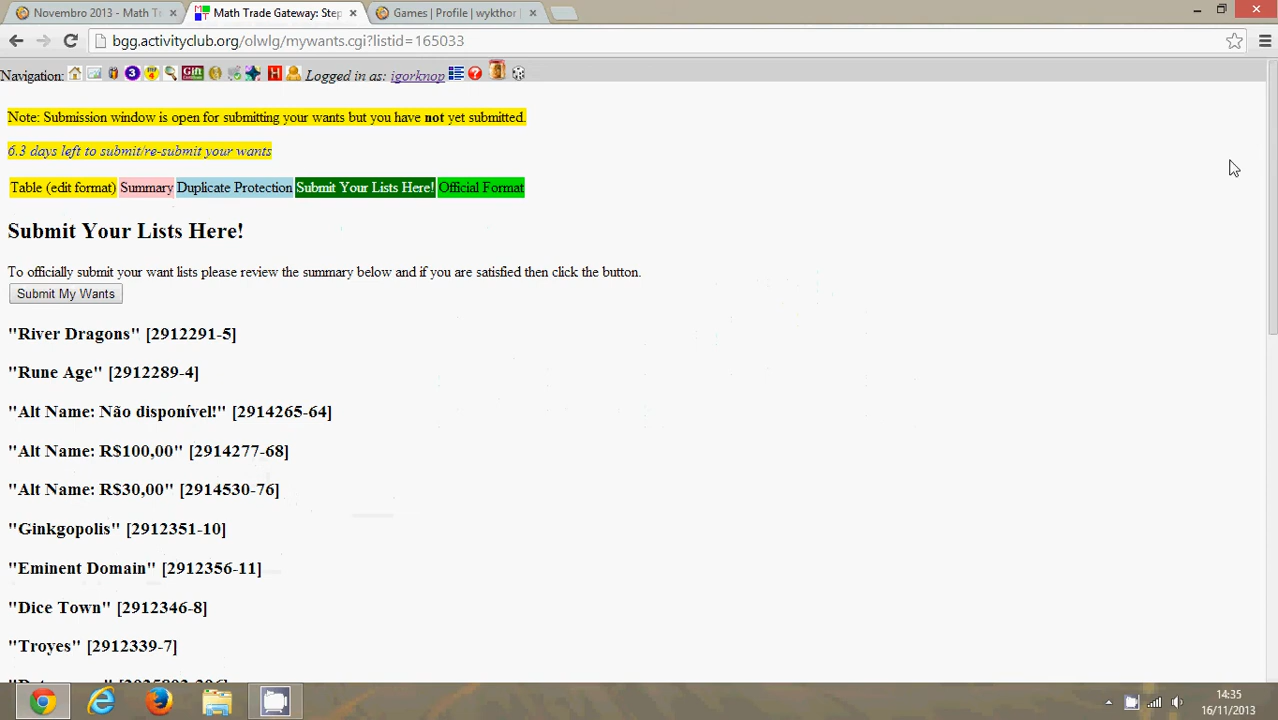 Novembro 2013 - Math T
Math Trade Gateway: Step
Games | Profile | wykthor
bgg.activityclub.org/olwlg/mywants.cgi?listid=165033
Navigation: Logged in as: igorknop
Note: Submission window is open for submitting your wants but you have not yet submitted.
6.3 days left to submit/re-submit your wants
Table (edit format) Summary Duplicate Protection Submit Your Lists Here! Official Format
Submit Your Lists Here!
To officially submit your want lists please review the summary below and if you are satisfied then click the button.
Submit My Wants
"River Dragons" [2912291-5]
"Rune Age" [2912289-4]
"Alt Name: Não disponível!" [2914265-64]
"Alt Name: R$100,00" [2914277-68]
"Alt Name: R$30,00" [2914530-76]
"Ginkgopolis" [2912351-10]
"Eminent Domain" [2912356-11]
"Dice Town" [2912346-8]
"Troyes" [2912339-7]
14:35
16/11/2013